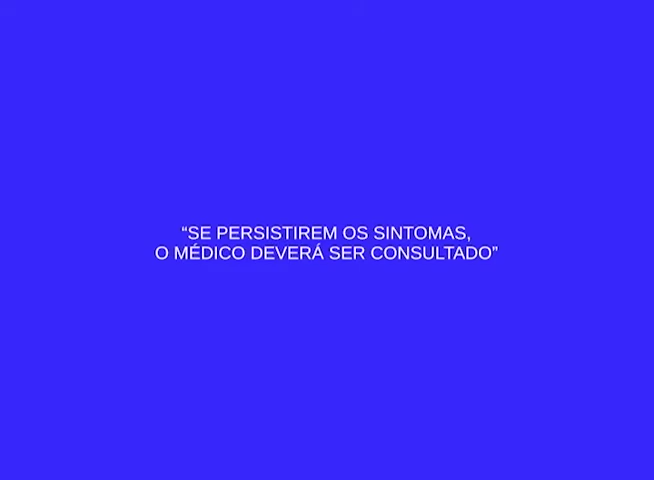 “SE PERSISTIREM OS SINTOMAS,
O MÉDICO DEVERÁ SER CONSULTADO”